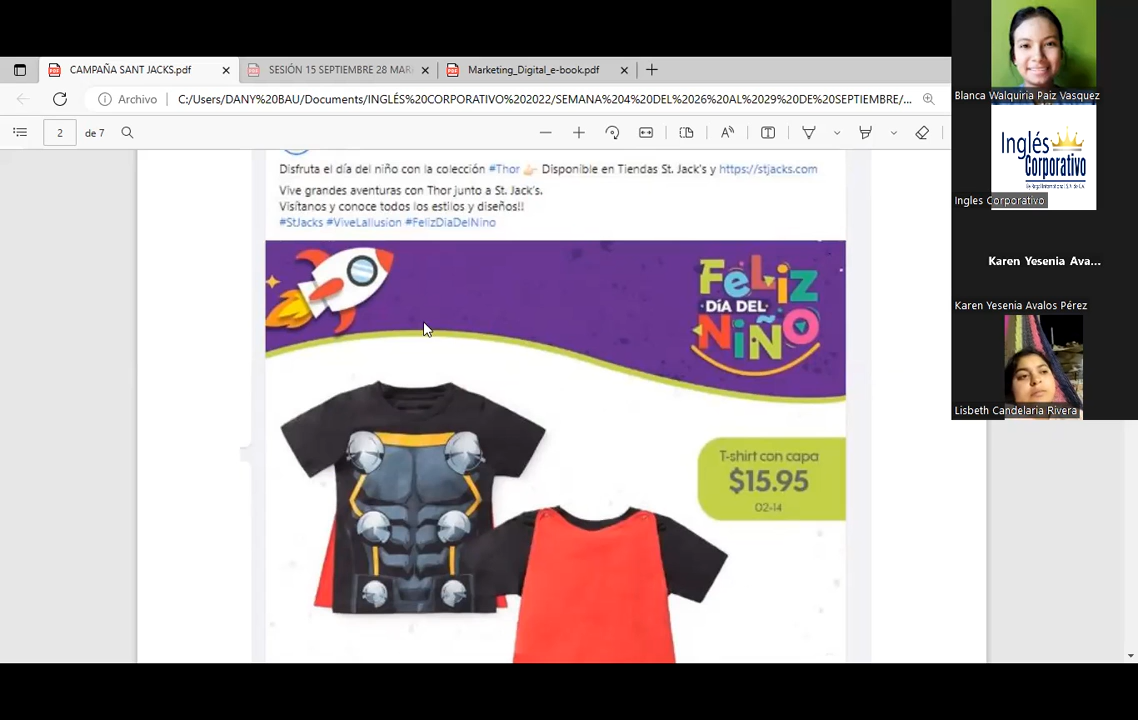 CAMPAÑA SANT JACKS.pdf
SESIÓN 15 SEPTIEMBRE 28 MAR
Marketing_Digital_e-book.pdf
Archivo
C:/Users/DANY%20BAU/Documents/INGLÉS%20CORPORATIVO%202022/SEMANA%204%20DEL%2026%20AL%2029%20DE%20SEPTIEMBRE/...
2
de 7
Disfruta el día del niño con la colección #Thor 👉🏻 Disponible en Tiendas St. Jack's y https://stjacks.com
Vive grandes aventuras con Thor junto a St. Jack's.
Visítanos y conoce todos los estilos y diseños!!
#StJacks #ViveLaIlusion #FelizDiaDelNino
FELIZ
DÍA DEL
NIÑO
T-shirt con capa
$15.95
02-14
Blanca Walquiria Paiz Vasquez
Inglés
Corporativo
Ingles Corporativo
Karen Yesenia Ava...
Karen Yesenia Avalos Pérez
Lisbeth Candelaria Rivera